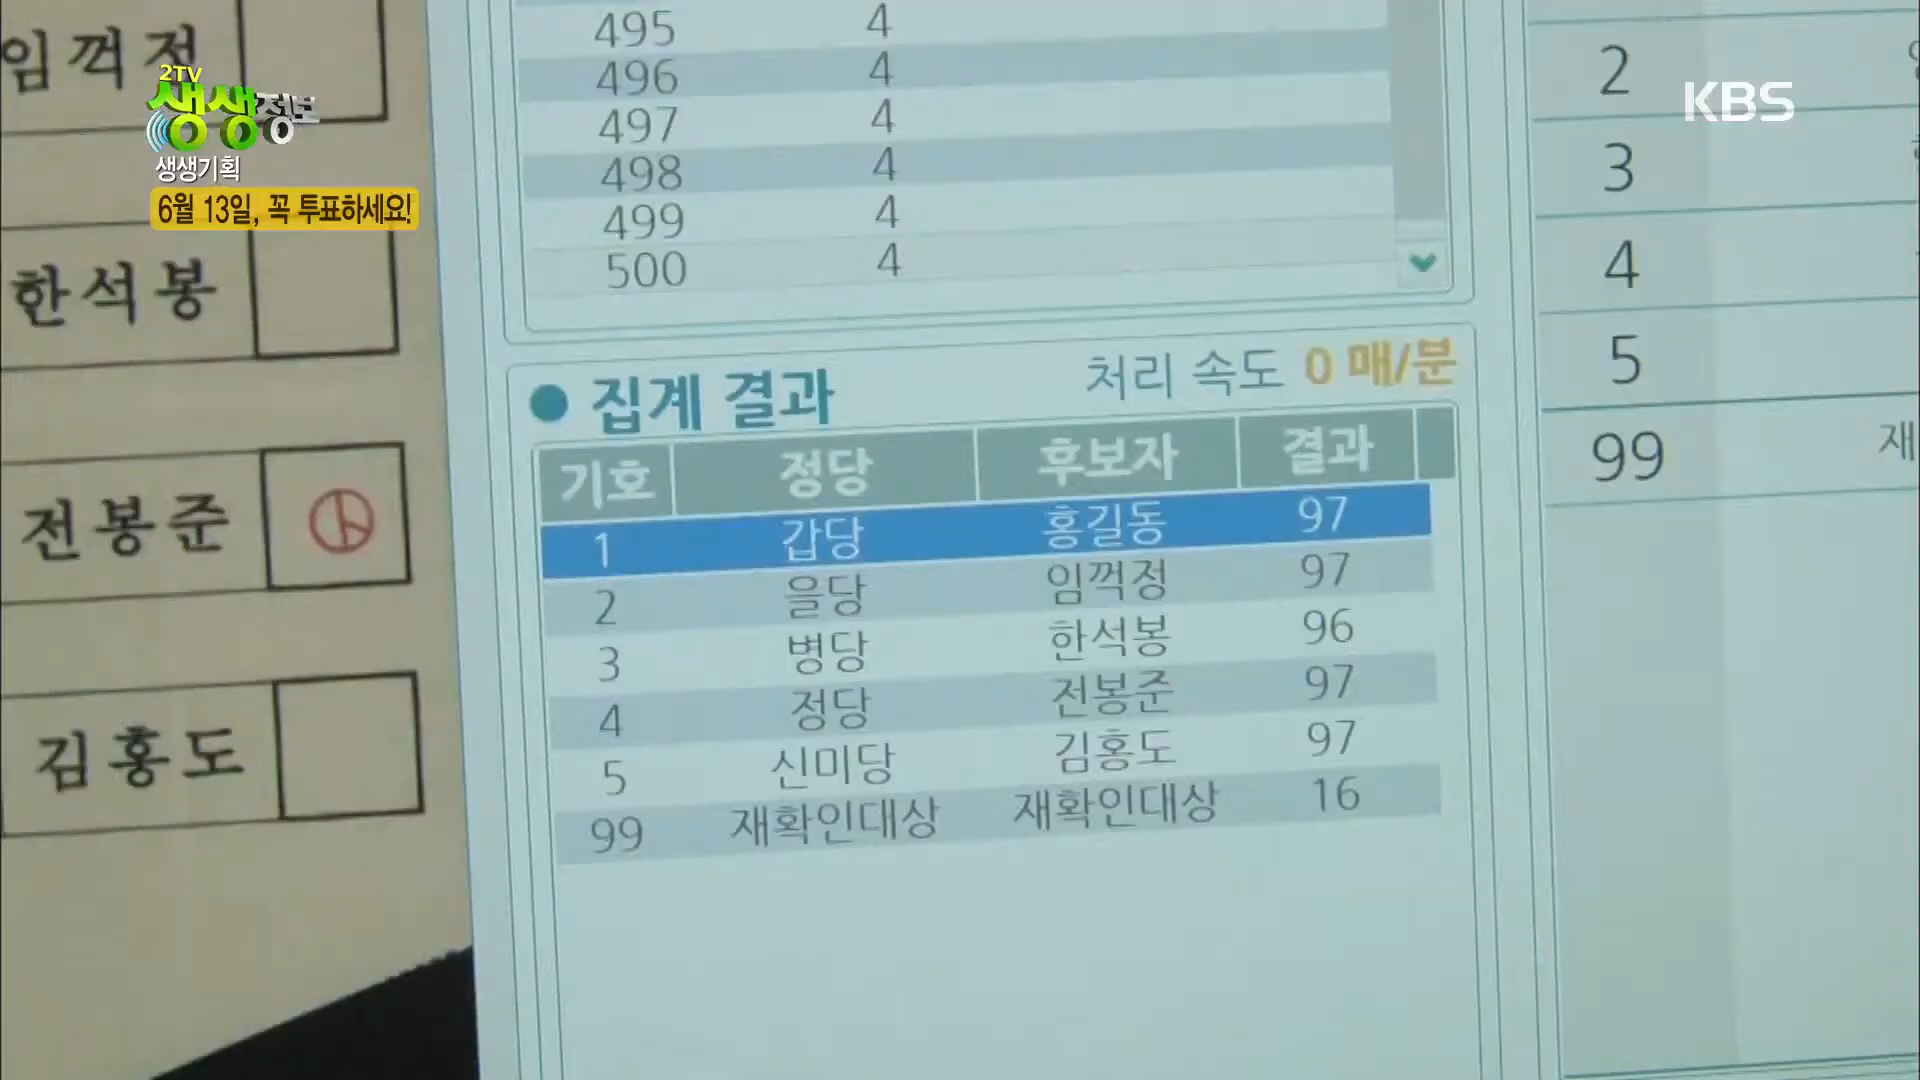 임꺽정
2TV
생생정보
생생기획
6월 13일, 꼭 투표하세요!
한석봉
전봉준
김홍도
495 4
496 4
497 4
498 4
499 4
500 4
집계 결과 처리 속도 0 매/분
기호 정당 후보자 결과
1 갑당 홍길동 97
2 을당 임꺽정 97
3 병당 한석봉 96
4 정당 전봉준 97
5 신미당 김홍도 97
99 재확인대상 재확인대상 16
KBS
2
3
4
5
99 재